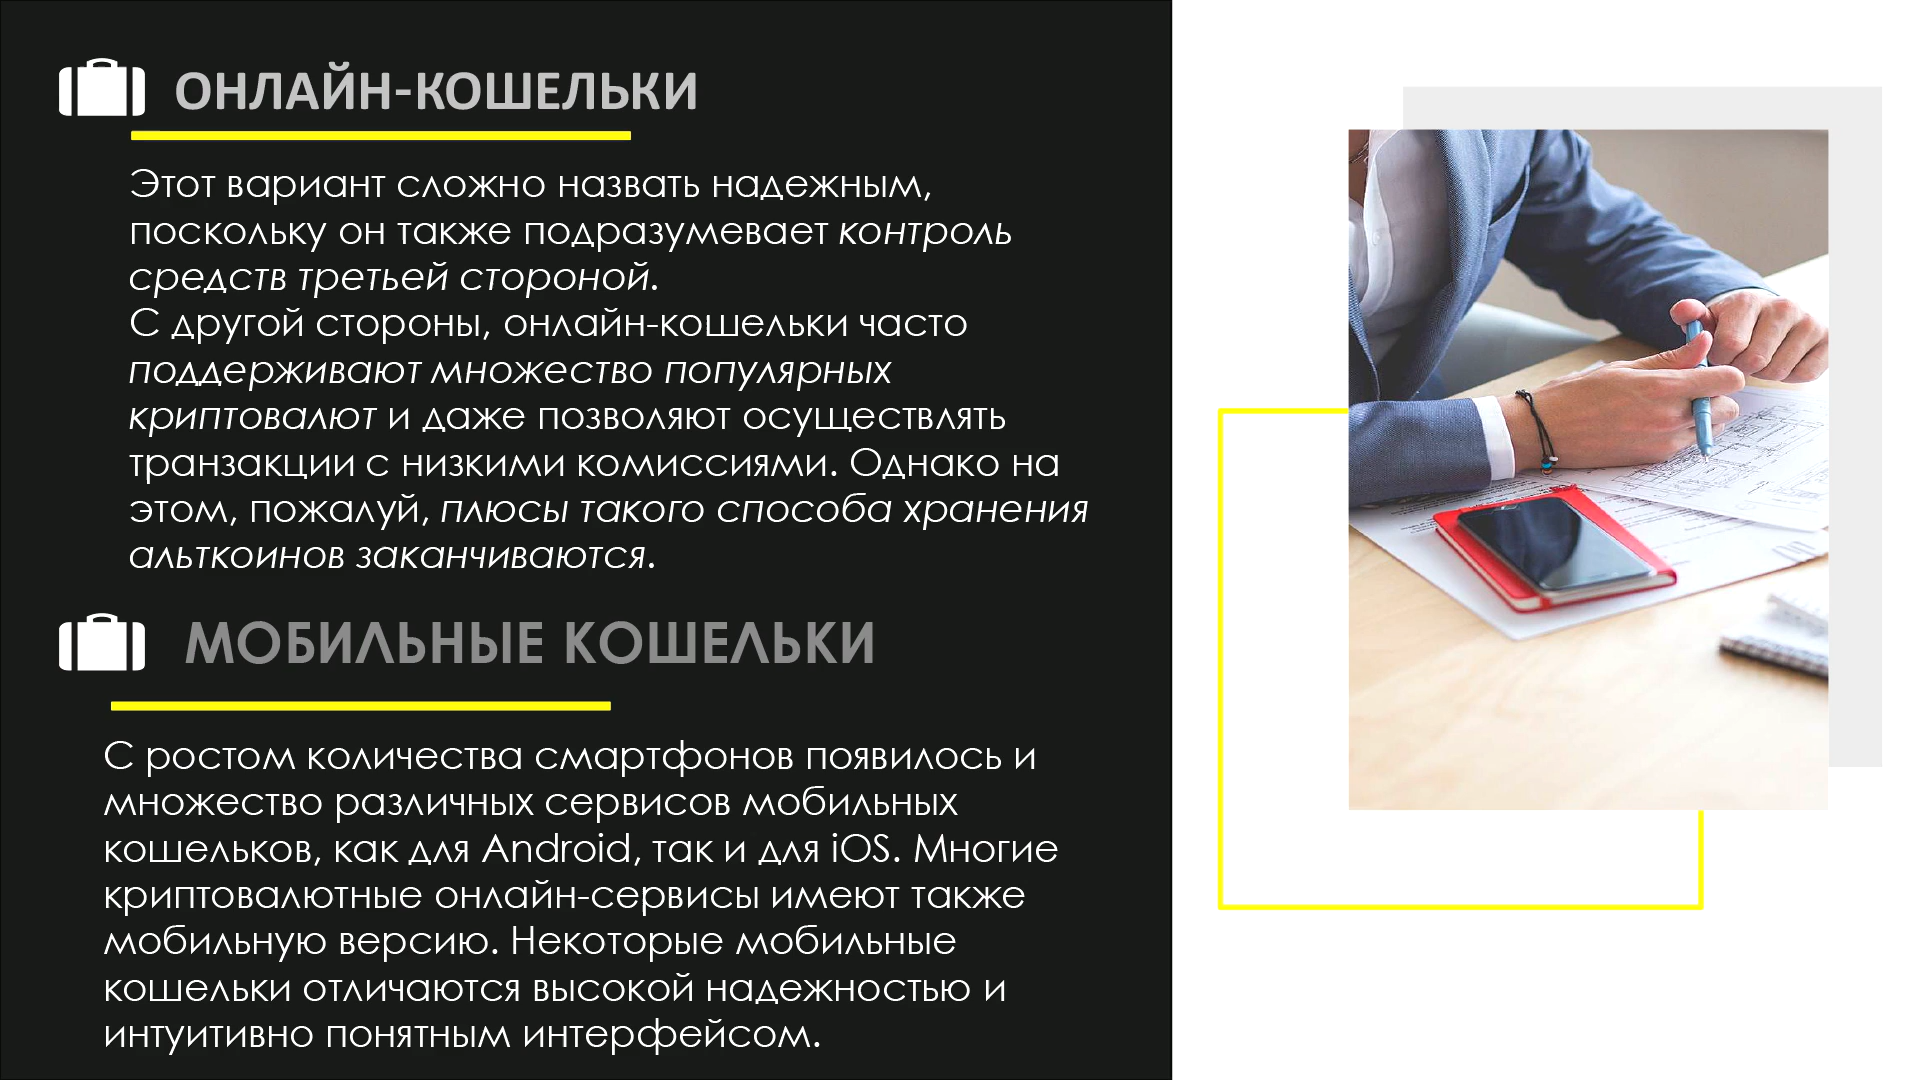 ОНЛАЙН-КОШЕЛЬКИ
Этот вариант сложно назвать надежным,
поскольку он также подразумевает контроль
средств третьей стороной.
С другой стороны, онлайн-кошельки часто
поддерживают множество популярных
криптовалют и даже позволяют осуществлять
транзакции с низкими комиссиями. Однако на
этом, пожалуй, плюсы такого способа хранения
альткоинов заканчиваются.
МОБИЛЬНЫЕ КОШЕЛЬКИ
С ростом количества смартфонов появилось и
множество различных сервисов мобильных
кошельков, как для Android, так и для iOS. Многие
криптовалютные онлайн-сервисы имеют также
мобильную версию. Некоторые мобильные
кошельки отличаются высокой надежностью и
интуитивно понятным интерфейсом.